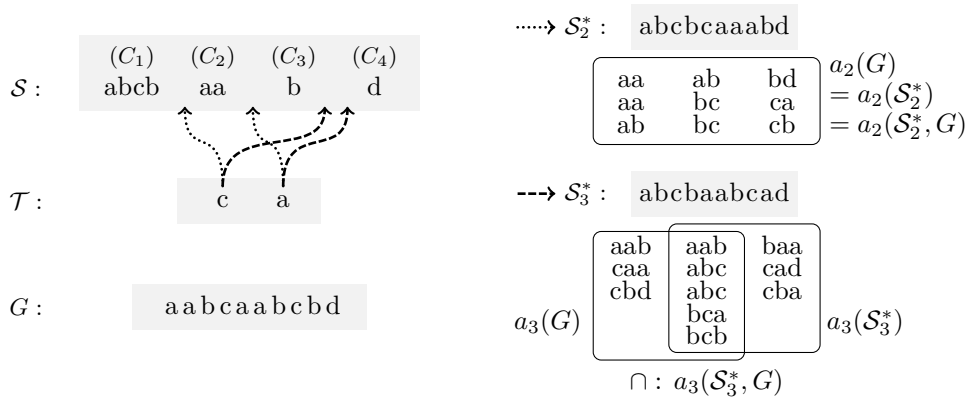 (C₁) (C₂) (C₃) (C₄)
S : abcb aa b d
T : c a
G : a a b c a a b c b d
S₂* : abcbcaaabd
aa ab bd
aa bc ca
ab bc cb
a₂(G)
= a₂(S₂*)
= a₂(S₂*, G)
S₃* : abcbaabcad
aab aab baa
caa abc cad
cbd abc cba
bca
bcb
a₃(G)
a₃(S₃*)
∩ : a₃(S₃*, G)